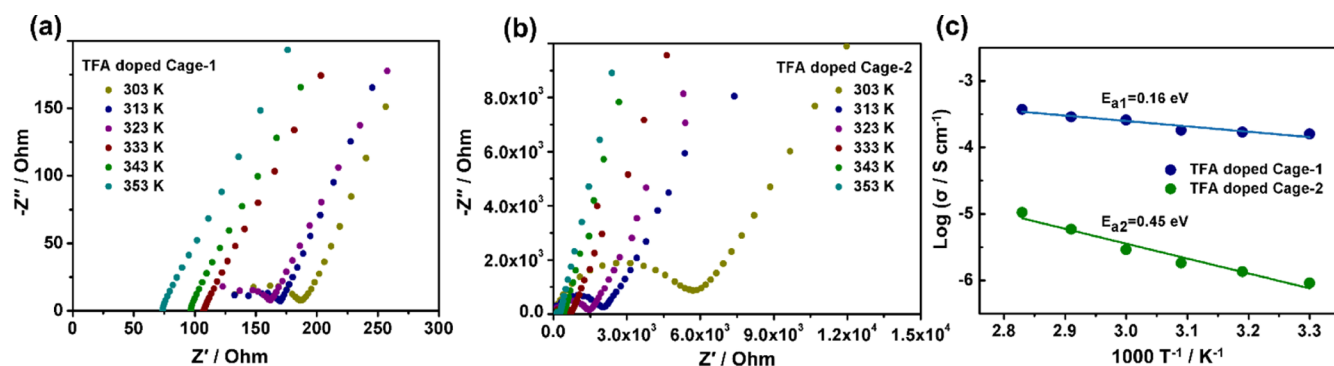 (a)
TFA doped Cage-1
303 K
313 K
323 K
333 K
343 K
353 K
-Z″ / Ohm
150
100
50
0
0 50 100 150 200 250 300
Z′ / Ohm
(b)
TFA doped Cage-2
303 K
313 K
323 K
333 K
343 K
353 K
-Z″ / Ohm
8.0x10³
6.0x10³
4.0x10³
2.0x10³
0.0
0.0 3.0x10³ 6.0x10³ 9.0x10³ 1.2x10⁴ 1.5x10⁴
Z′ / Ohm
(c)
Log (σ / S cm⁻¹)
-3
-4
-5
-6
Ea1=0.16 eV
TFA doped Cage-1
TFA doped Cage-2
Ea2=0.45 eV
2.8 2.9 3.0 3.1 3.2 3.3
1000 T⁻¹ / K⁻¹